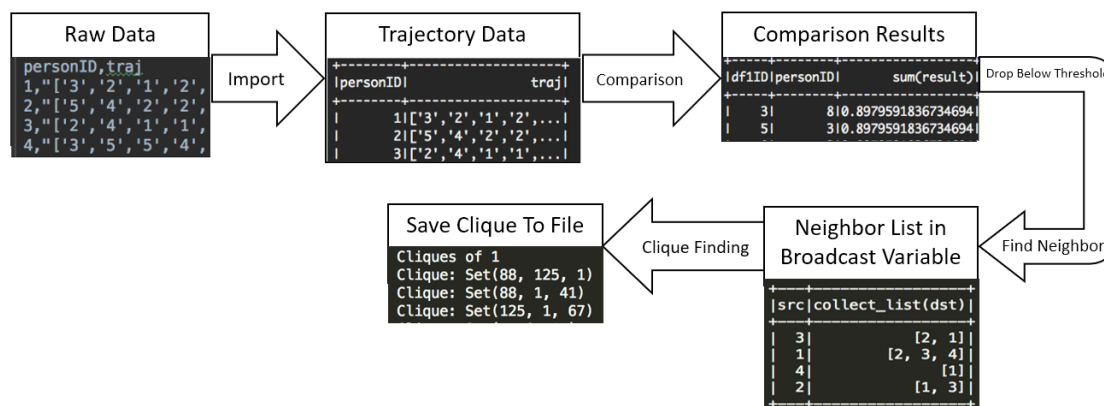 Raw Data
personID,traj
1,"['3','2','1','2',
2,"['5','4','2','2',
3,"['2','4','1','1',
4,"['3','5','5','4',
Import
Trajectory Data
+--------+--------------------+
|personID| traj|
+--------+--------------------+
| 1|['3','2','1','2',...|
| 2|['5','4','2','2',...|
| 3|['2','4','1','1',...|
Comparison
Comparison Results
|df1ID|personID| sum(result)|
| 3| 8|0.8979591836734694|
| 5| 3|0.8979591836734694|
Drop Below Threshold
Find Neighbor
Neighbor List in
Broadcast Variable
|src|collect_list(dst)|
| 3| [2, 1]|
| 1| [2, 3, 4]|
| 4| [1]|
| 2| [1, 3]|
Clique Finding
Save Clique To File
Cliques of 1
Clique: Set(88, 125, 1)
Clique: Set(88, 1, 41)
Clique: Set(125, 1, 67)